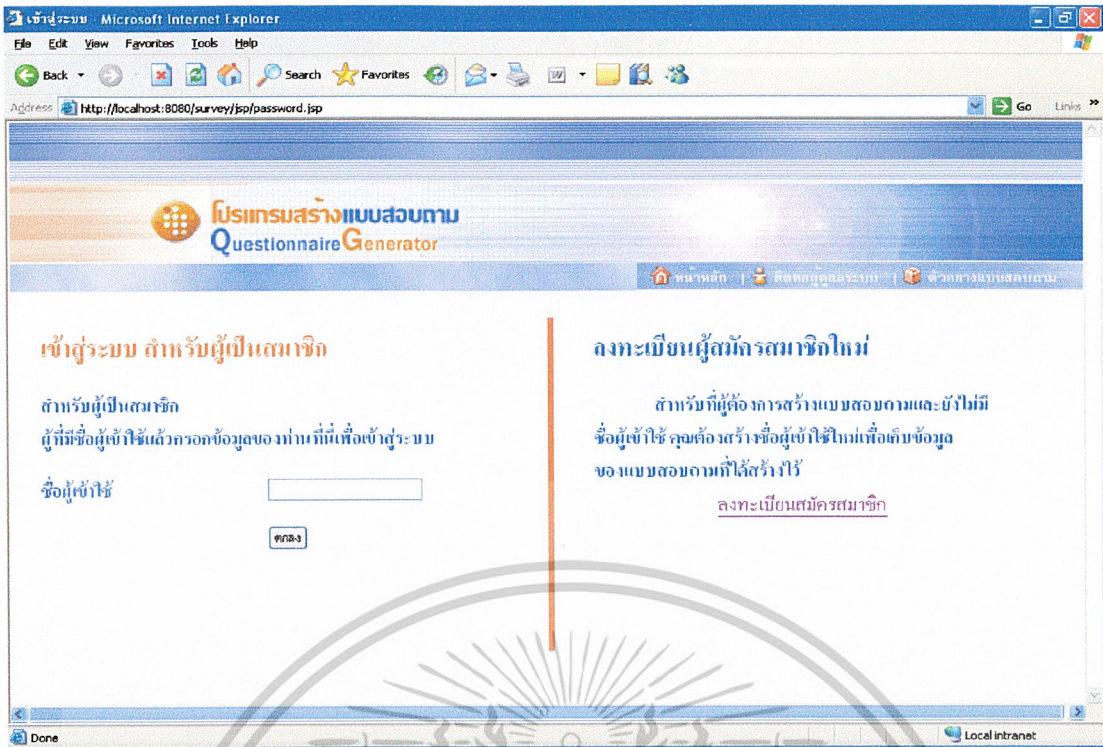 เข้าสู่ระบบ - Microsoft Internet Explorer
File Edit View Favorites Tools Help
Back Search Favorites
Address http://localhost:8080/survey/jsp/password.jsp Go Links »
โปรแกรมสร้างแบบสอบถาม
QuestionnaireGenerator
หน้าหลัก | ติดต่อผู้ดูแลระบบ | ตัวอย่างแบบสอบถาม
เข้าสู่ระบบ สำหรับผู้เป็นสมาชิก
สำหรับผู้เป็นสมาชิก
ผู้ที่มีชื่อผู้เข้าใช้แล้วกรอกข้อมูลของท่านที่นี่เพื่อเข้าสู่ระบบ
ชื่อผู้เข้าใช้
ตกลง
ลงทะเบียนผู้สมัครสมาชิกใหม่
สำหรับที่ผู้ต้องการสร้างแบบสอบถามและยังไม่มี
ชื่อผู้เข้าใช้ คุณต้องสร้างชื่อผู้เข้าใช้ใหม่เพื่อเก็บข้อมูล
ของแบบสอบถามที่ได้สร้างไว้
ลงทะเบียนสมัครสมาชิก
Done Local intranet